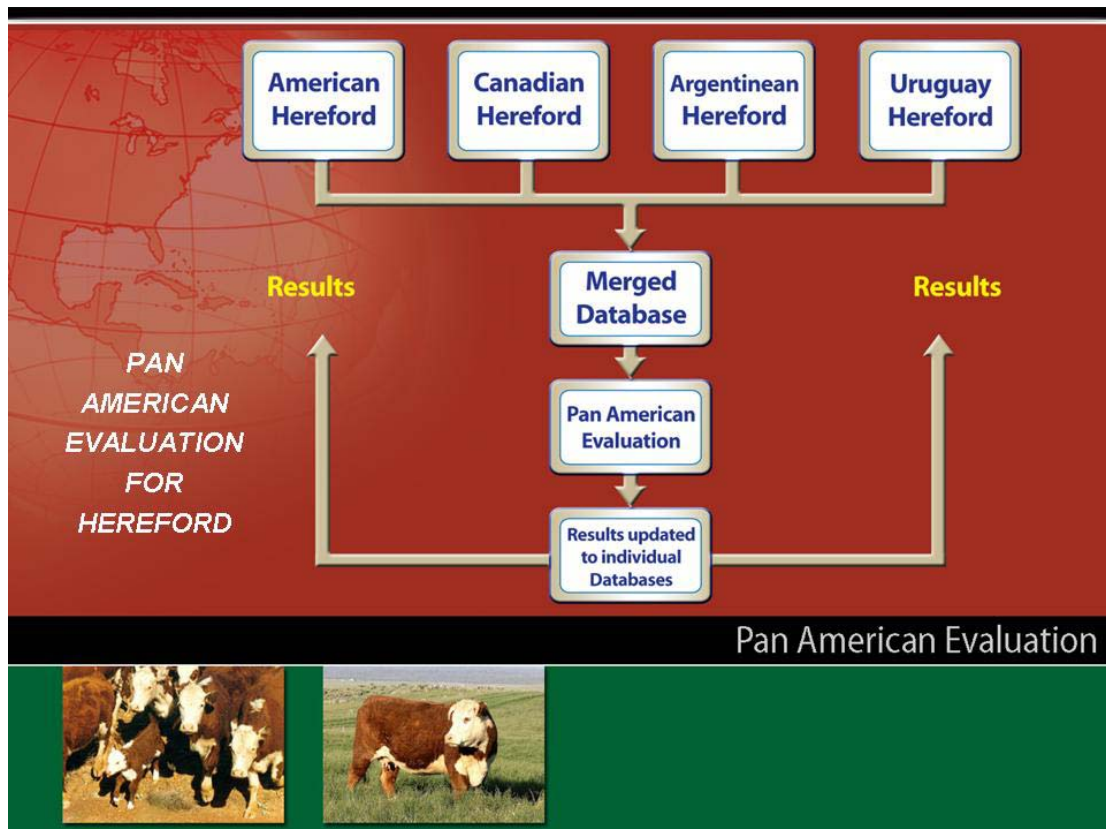 American
Hereford
Canadian
Hereford
Argentinean
Hereford
Uruguay
Hereford
Results
Merged
Database
Results
PAN
AMERICAN
EVALUATION
FOR
HEREFORD
Pan American
Evaluation
Results updated
to individual
Databases
Pan American Evaluation